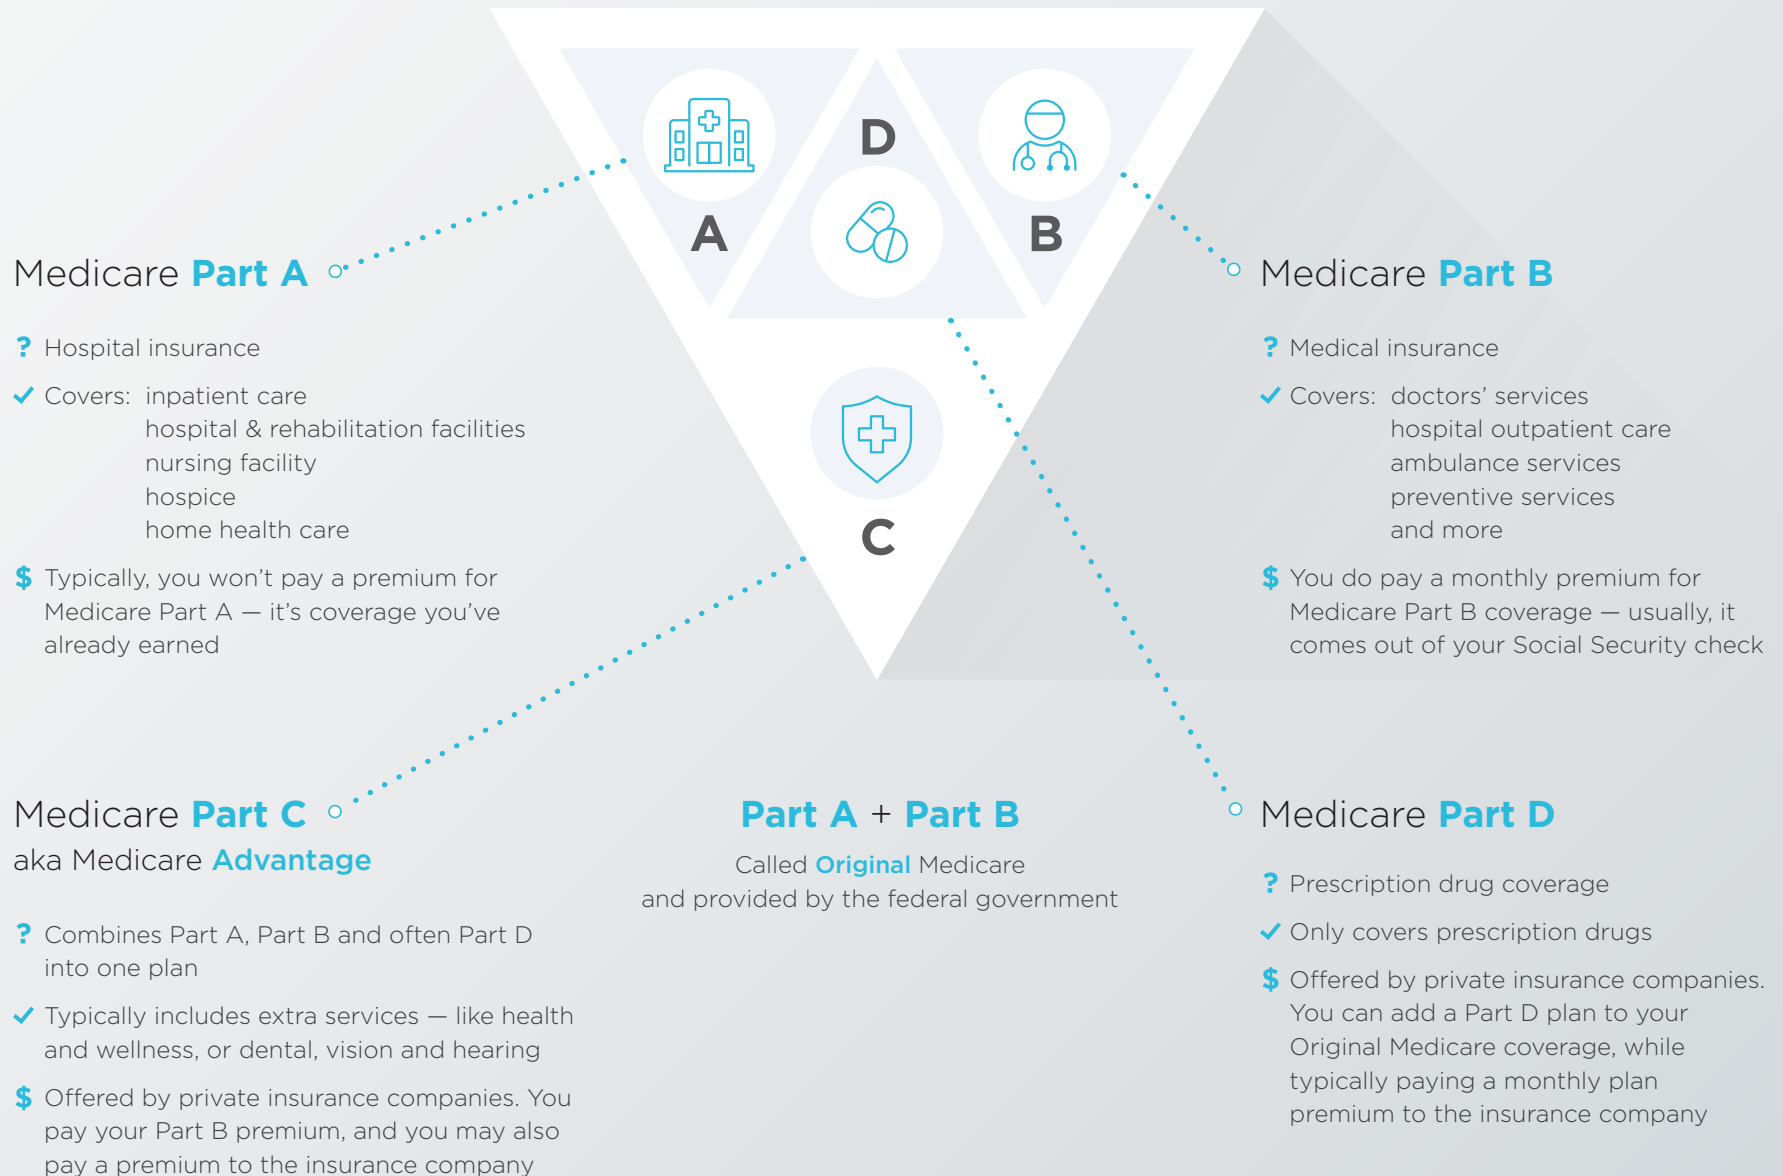 D
A
B
C
Medicare Part A
? Hospital insurance
Covers: inpatient care
hospital & rehabilitation facilities
nursing facility
hospice
home health care
$ Typically, you won’t pay a premium for
Medicare Part A — it’s coverage you’ve
already earned
Medicare Part B
? Medical insurance
Covers: doctors’ services
hospital outpatient care
ambulance services
preventive services
and more
$ You do pay a monthly premium for
Medicare Part B coverage — usually, it
comes out of your Social Security check
Medicare Part C
aka Medicare Advantage
? Combines Part A, Part B and often Part D
into one plan
Typically includes extra services — like health
and wellness, or dental, vision and hearing
$ Offered by private insurance companies. You
pay your Part B premium, and you may also
pay a premium to the insurance company
Part A + Part B
Called Original Medicare
and provided by the federal government
Medicare Part D
? Prescription drug coverage
Only covers prescription drugs
$ Offered by private insurance companies.
You can add a Part D plan to your
Original Medicare coverage, while
typically paying a monthly plan
premium to the insurance company